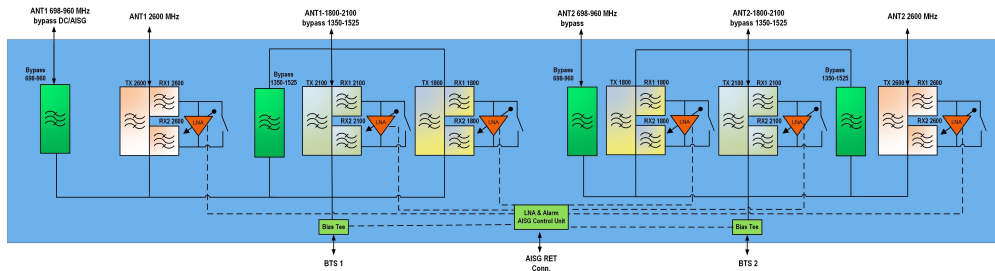 ANT1 698-960 MHz
bypass DC/AISG
ANT1 2600 MHz
ANT1-1800-2100
bypass 1350-1525
ANT2 698-960 MHz
bypass
ANT2-1800-2100
bypass 1350-1525
ANT2 2600 MHz
Bypass
698-960
TX 2600
RX1 2600
RX2 2600
LNA
Bypass
1350-1525
TX 2100
RX1 2100
RX2 2100
LNA
TX 1800
RX1 1800
RX2 1800
LNA
Bypass
698-960
TX 1800
RX1 1800
RX2 1800
LNA
TX 2100
RX1 2100
RX2 2100
LNA
Bypass
1350-1525
TX 2600
RX1 2600
RX2 2600
LNA
Bias Tee
LNA & Alarm
AISG Control
Unit
Bias Tee
BTS 1
AISG RET
Conn.
BTS 2